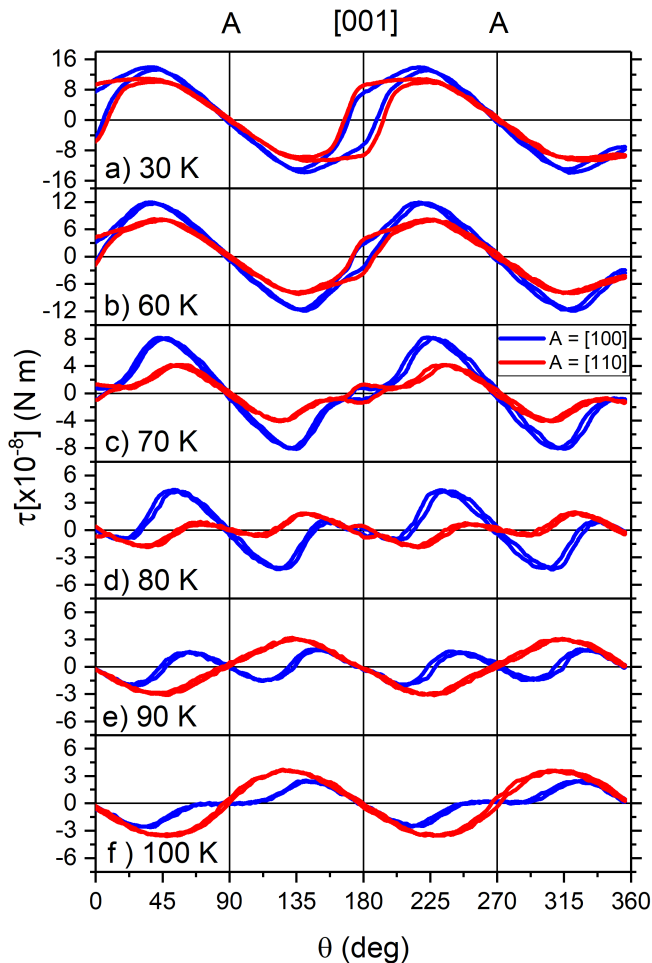 A [001] A
16
8
0
-8
-16
a) 30 K
12
6
0
-6
-12
b) 60 K
8
4
0
-4
-8
c) 70 K
A = [100]
A = [110]
6
3
0
-3
-6
d) 80 K
6
3
0
-3
-6
e) 90 K
6
3
0
-3
-6
f) 100 K
τ[x10⁻⁸] (N m)
0 45 90 135 180 225 270 315 360
θ (deg)